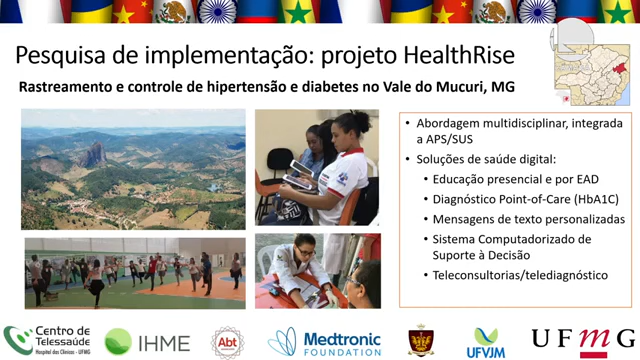 Pesquisa de implementação: projeto HealthRise
Rastreamento e controle de hipertensão e diabetes no Vale do Mucuri, MG
• Abordagem multidisciplinar, integrada
a APS/SUS
• Soluções de saúde digital:
• Educação presencial e por EAD
• Diagnóstico Point-of-Care (HbA1C)
• Mensagens de texto personalizadas
• Sistema Computadorizado de
Suporte à Decisão
• Teleconsultorias/telediagnóstico
Centro de
Telessaúde
Hospital das Clínicas - UFMG
IHME
Abt
Medtronic
FOUNDATION
UFVJM
UFMG